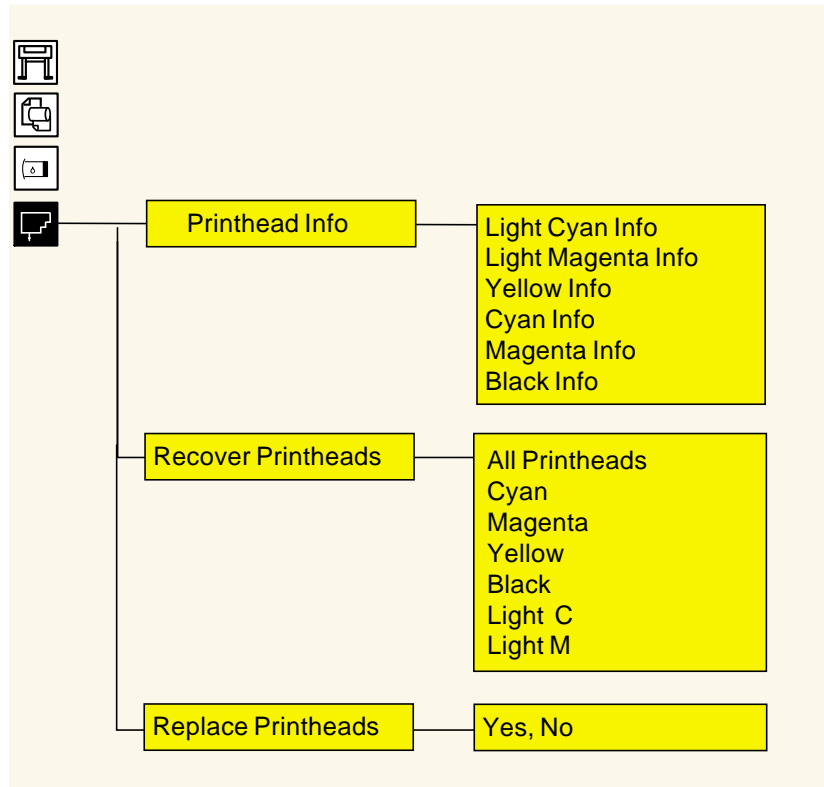 Printhead Info
Light Cyan Info
Light Magenta Info
Yellow Info
Cyan Info
Magenta Info
Black Info
Recover Printheads
All Printheads
Cyan
Magenta
Yellow
Black
Light C
Light M
Replace Printheads
Yes, No